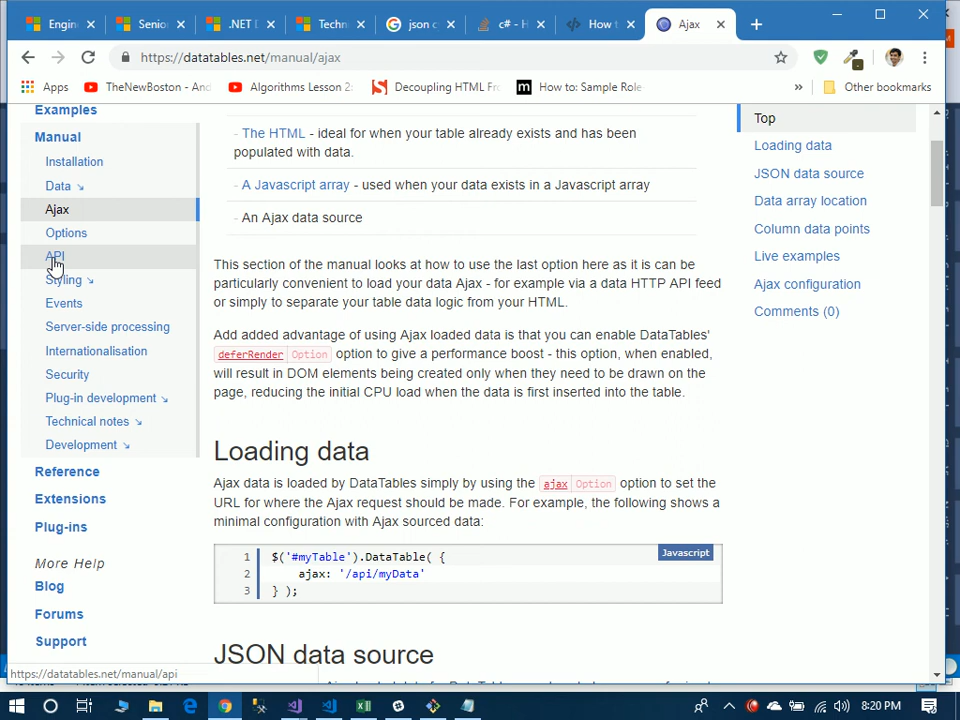 Engin
Senio
.NET D
Techn
json c
c# - H
How t
Ajax
https://datatables.net/manual/ajax
Apps
TheNewBoston - And
Algorithms Lesson 2:
Decoupling HTML Fr
How to: Sample Role
»
Other bookmarks
Examples
Manual
Installation
Data ↘
Ajax
Options
API
Styling ↘
Events
Server-side processing
Internationalisation
Security
Plug-in development ↘
Technical notes ↘
Development ↘
Reference
Extensions
Plug-ins
More Help
Blog
Forums
Support
- The HTML - ideal for when your table already exists and has been
populated with data.
- A Javascript array - used when your data exists in a Javascript array
- An Ajax data source
This section of the manual looks at how to use the last option here as it is can be
particularly convenient to load your data Ajax - for example via a data HTTP API feed
or simply to separate your table data logic from your HTML.
Add added advantage of using Ajax loaded data is that you can enable DataTables'
deferRender Option option to give a performance boost - this option, when enabled,
will result in DOM elements being created only when they need to be drawn on the
page, reducing the initial CPU load when the data is first inserted into the table.
Loading data
Ajax data is loaded by DataTables simply by using the ajax Option option to set the
URL for where the Ajax request should be made. For example, the following shows a
minimal configuration with Ajax sourced data:
Javascript
1 $('#myTable').DataTable( {
2 ajax: '/api/myData'
3 } );
JSON data source
Top
Loading data
JSON data source
Data array location
Column data points
Live examples
Ajax configuration
Comments (0)
https://datatables.net/manual/api
8:20 PM